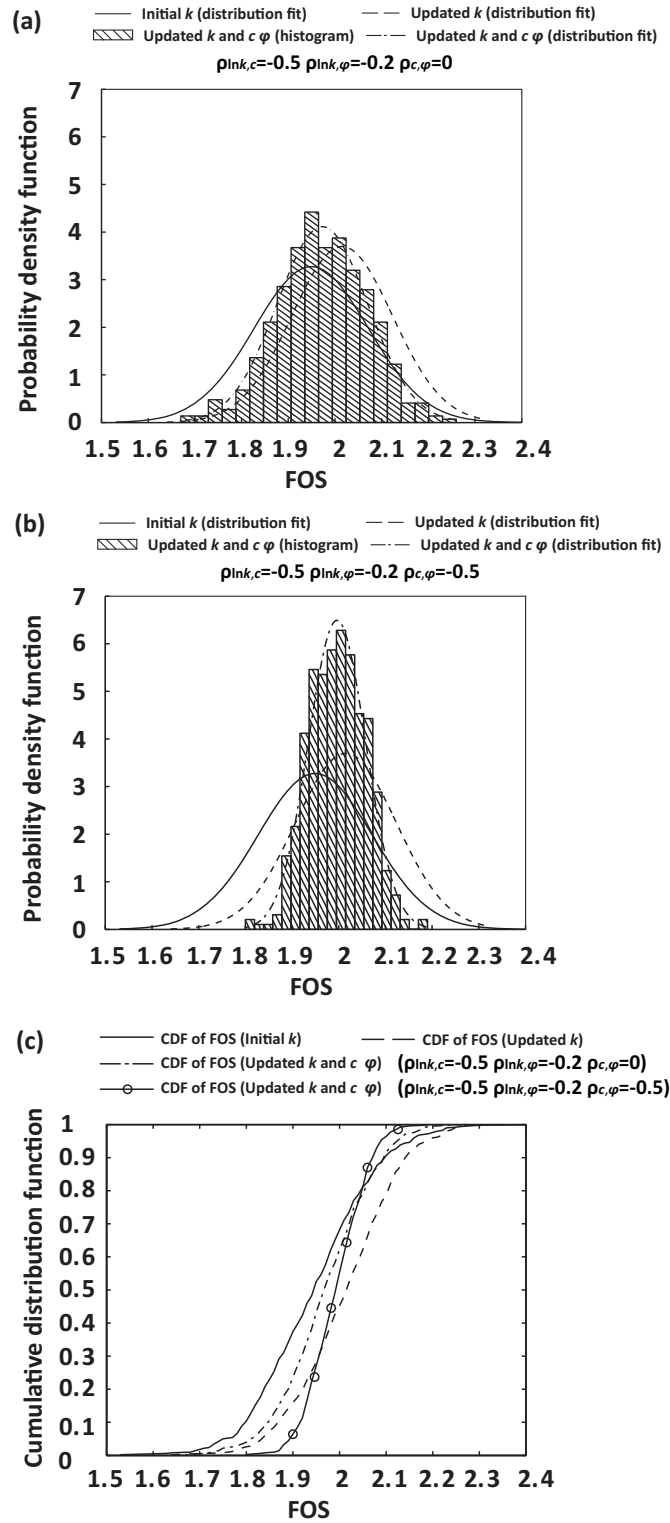 (a)
Initial k (distribution fit) Updated k (distribution fit)
Updated k and c φ (histogram) Updated k and c φ (distribution fit)
ρlnk,c=-0.5 ρlnk,φ=-0.2 ρc,φ=0
7
6
5
4
3
2
1
0
Probability density function
1.5 1.6 1.7 1.8 1.9 2 2.1 2.2 2.3 2.4
FOS
(b)
Initial k (distribution fit) Updated k (distribution fit)
Updated k and c φ (histogram) Updated k and c φ (distribution fit)
ρlnk,c=-0.5 ρlnk,φ=-0.2 ρc,φ=-0.5
7
6
5
4
3
2
1
0
Probability density function
1.5 1.6 1.7 1.8 1.9 2 2.1 2.2 2.3 2.4
FOS
(c)
CDF of FOS (Initial k) CDF of FOS (Updated k)
CDF of FOS (Updated k and c φ) (ρlnk,c=-0.5 ρlnk,φ=-0.2 ρc,φ=0)
CDF of FOS (Updated k and c φ) (ρlnk,c=-0.5 ρlnk,φ=-0.2 ρc,φ=-0.5)
1
0.9
0.8
0.7
0.6
0.5
0.4
0.3
0.2
0.1
0
Cumulative distribution function
1.5 1.6 1.7 1.8 1.9 2 2.1 2.2 2.3 2.4
FOS